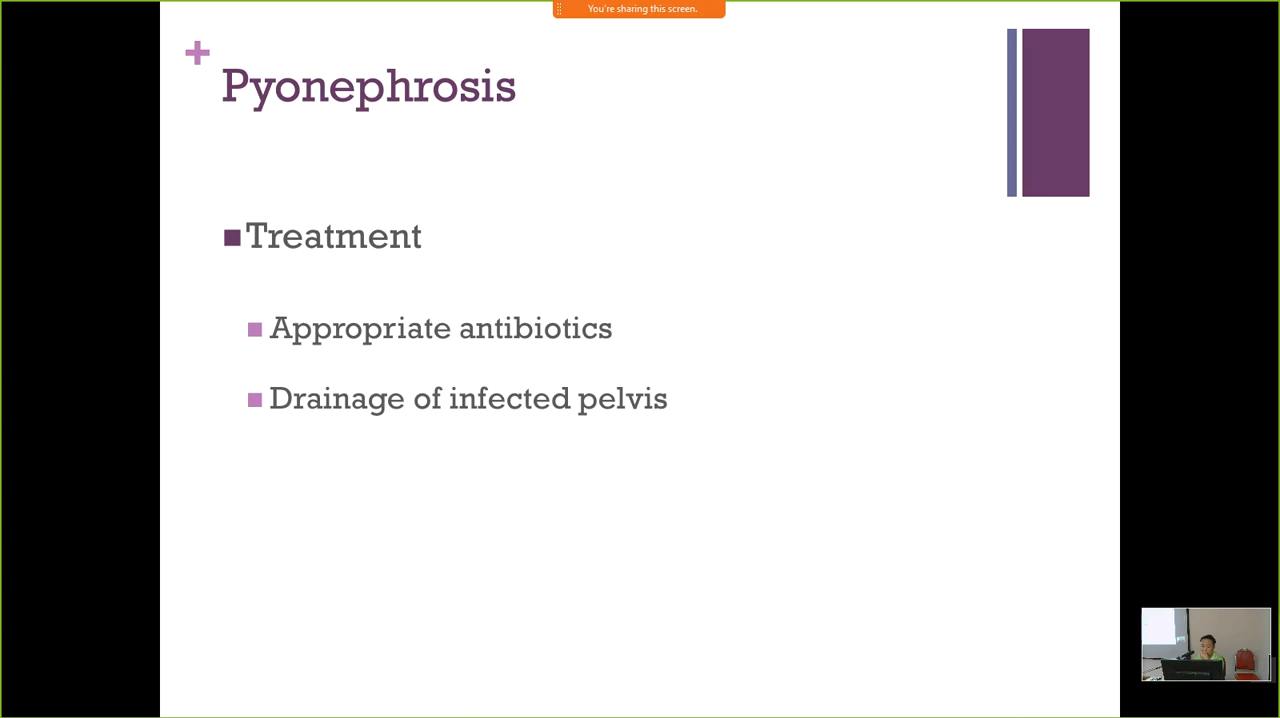 You're sharing this screen.
+
Pyonephrosis
Treatment
Appropriate antibiotics
Drainage of infected pelvis